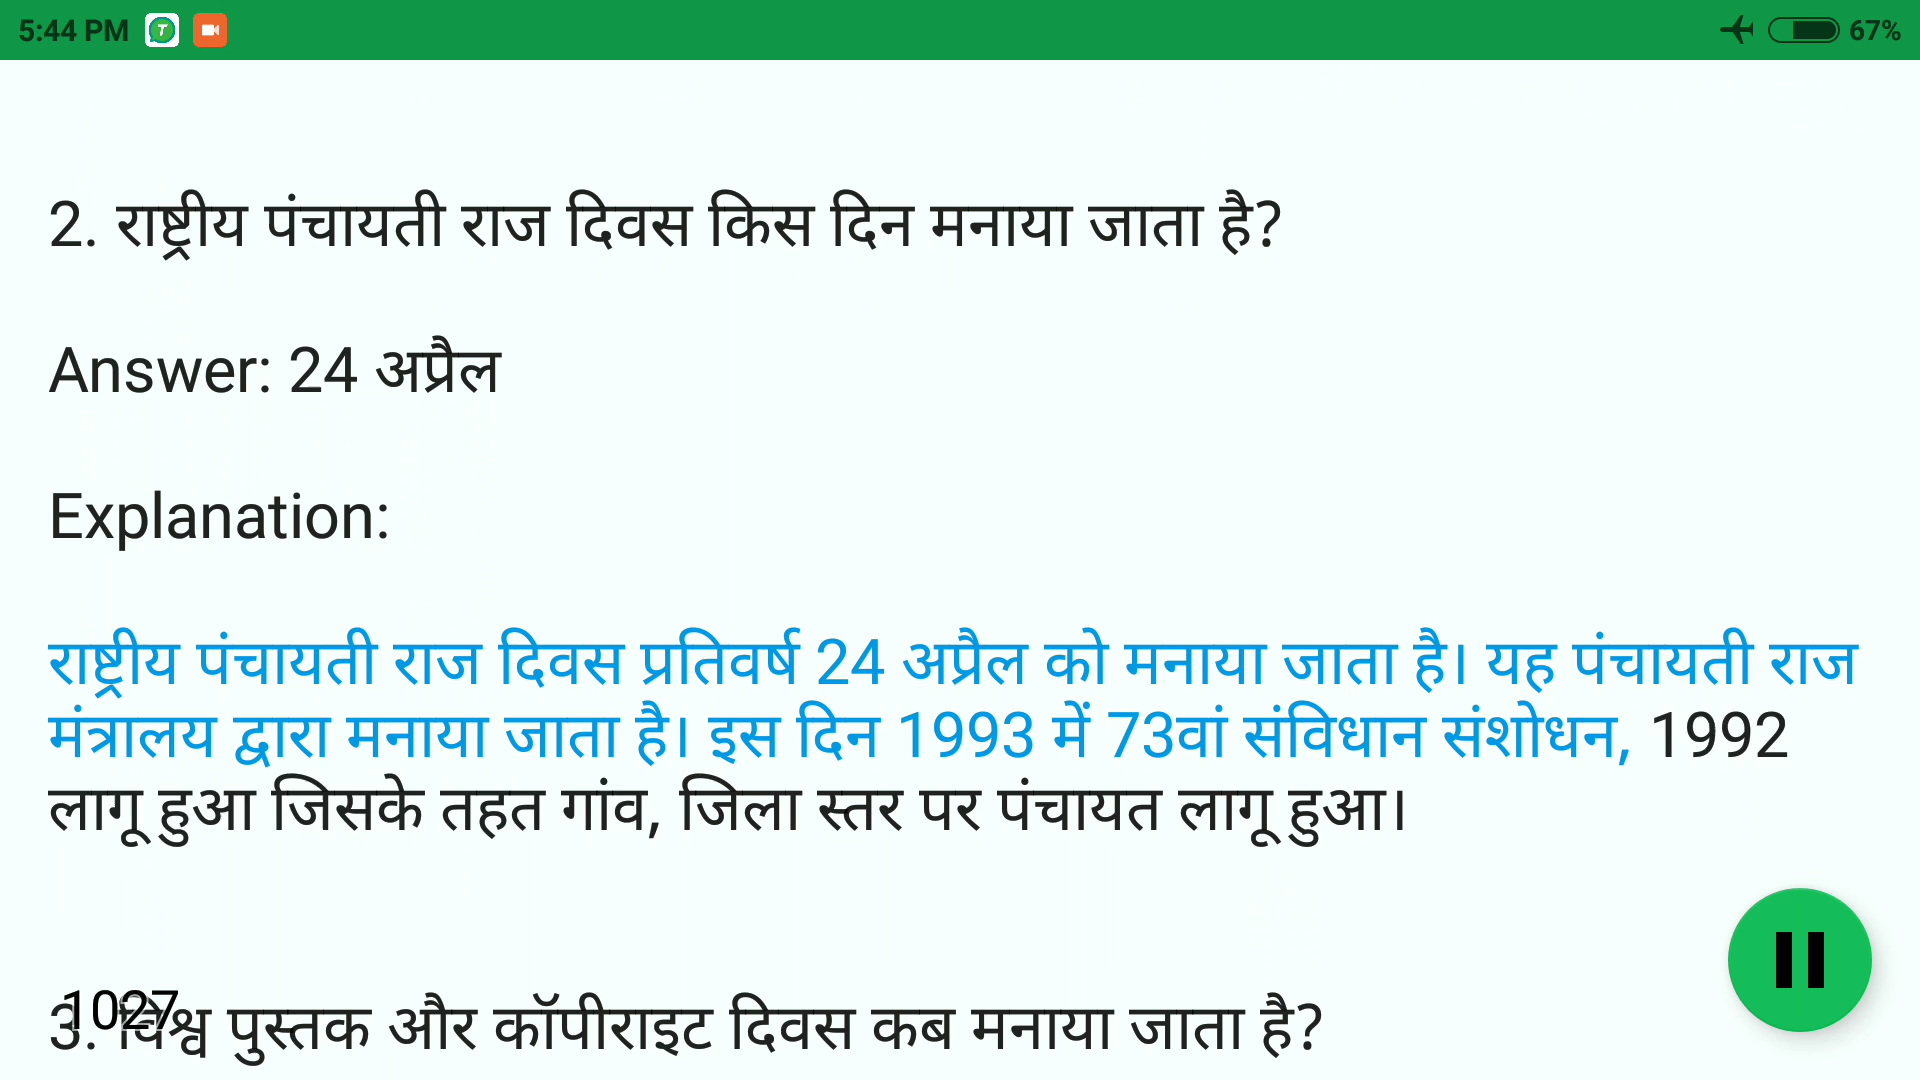 5:44 PM
67%
2. राष्ट्रीय पंचायती राज दिवस किस दिन मनाया जाता है?
Answer: 24 अप्रैल
Explanation:
राष्ट्रीय पंचायती राज दिवस प्रतिवर्ष 24 अप्रैल को मनाया जाता है। यह पंचायती राज
मंत्रालय द्वारा मनाया जाता है। इस दिन 1993 में 73वां संविधान संशोधन, 1992
लागू हुआ जिसके तहत गांव, जिला स्तर पर पंचायत लागू हुआ।
1027
3. विश्व पुस्तक और कॉपीराइट दिवस कब मनाया जाता है?